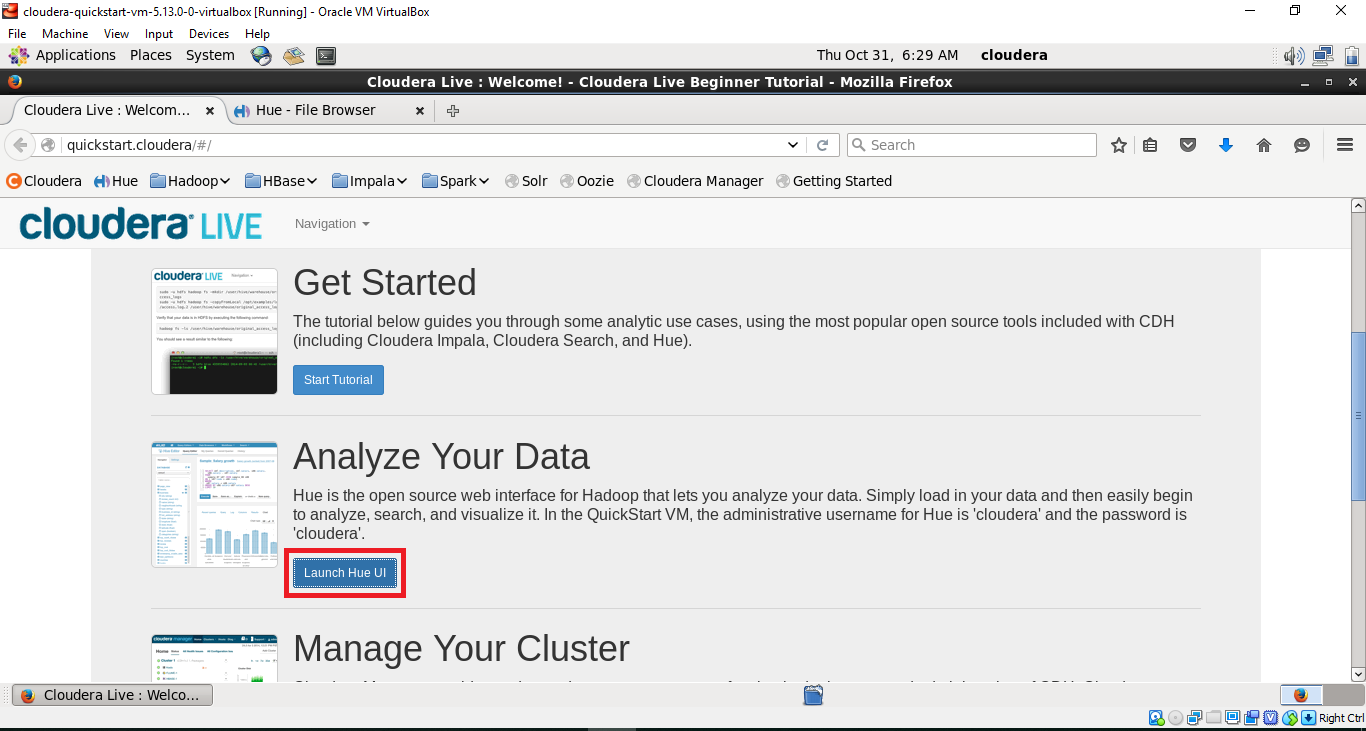 cloudera-quickstart-vm-5.13.0-0-virtualbox [Running] - Oracle VM VirtualBox
File Machine View Input Devices Help
Applications Places System Thu Oct 31, 6:29 AM cloudera
Cloudera Live : Welcome! - Cloudera Live Beginner Tutorial - Mozilla Firefox
Cloudera Live : Welcom... Hue - File Browser
quickstart.cloudera/#/ Search
Cloudera Hue Hadoop HBase Impala Spark Solr Oozie Cloudera Manager Getting Started
cloudera LIVE Navigation
Get Started
The tutorial below guides you through some analytic use cases, using the most popular open source tools included with CDH
(including Cloudera Impala, Cloudera Search, and Hue).
Start Tutorial
Analyze Your Data
Hue is the open source web interface for Hadoop that lets you analyze your data. Simply load in your data and then easily begin
to analyze, search, and visualize it. In the QuickStart VM, the administrative username for Hue is 'cloudera' and the password is
'cloudera'.
Launch Hue UI
Manage Your Cluster
Cloudera Live : Welco...
Right Ctrl